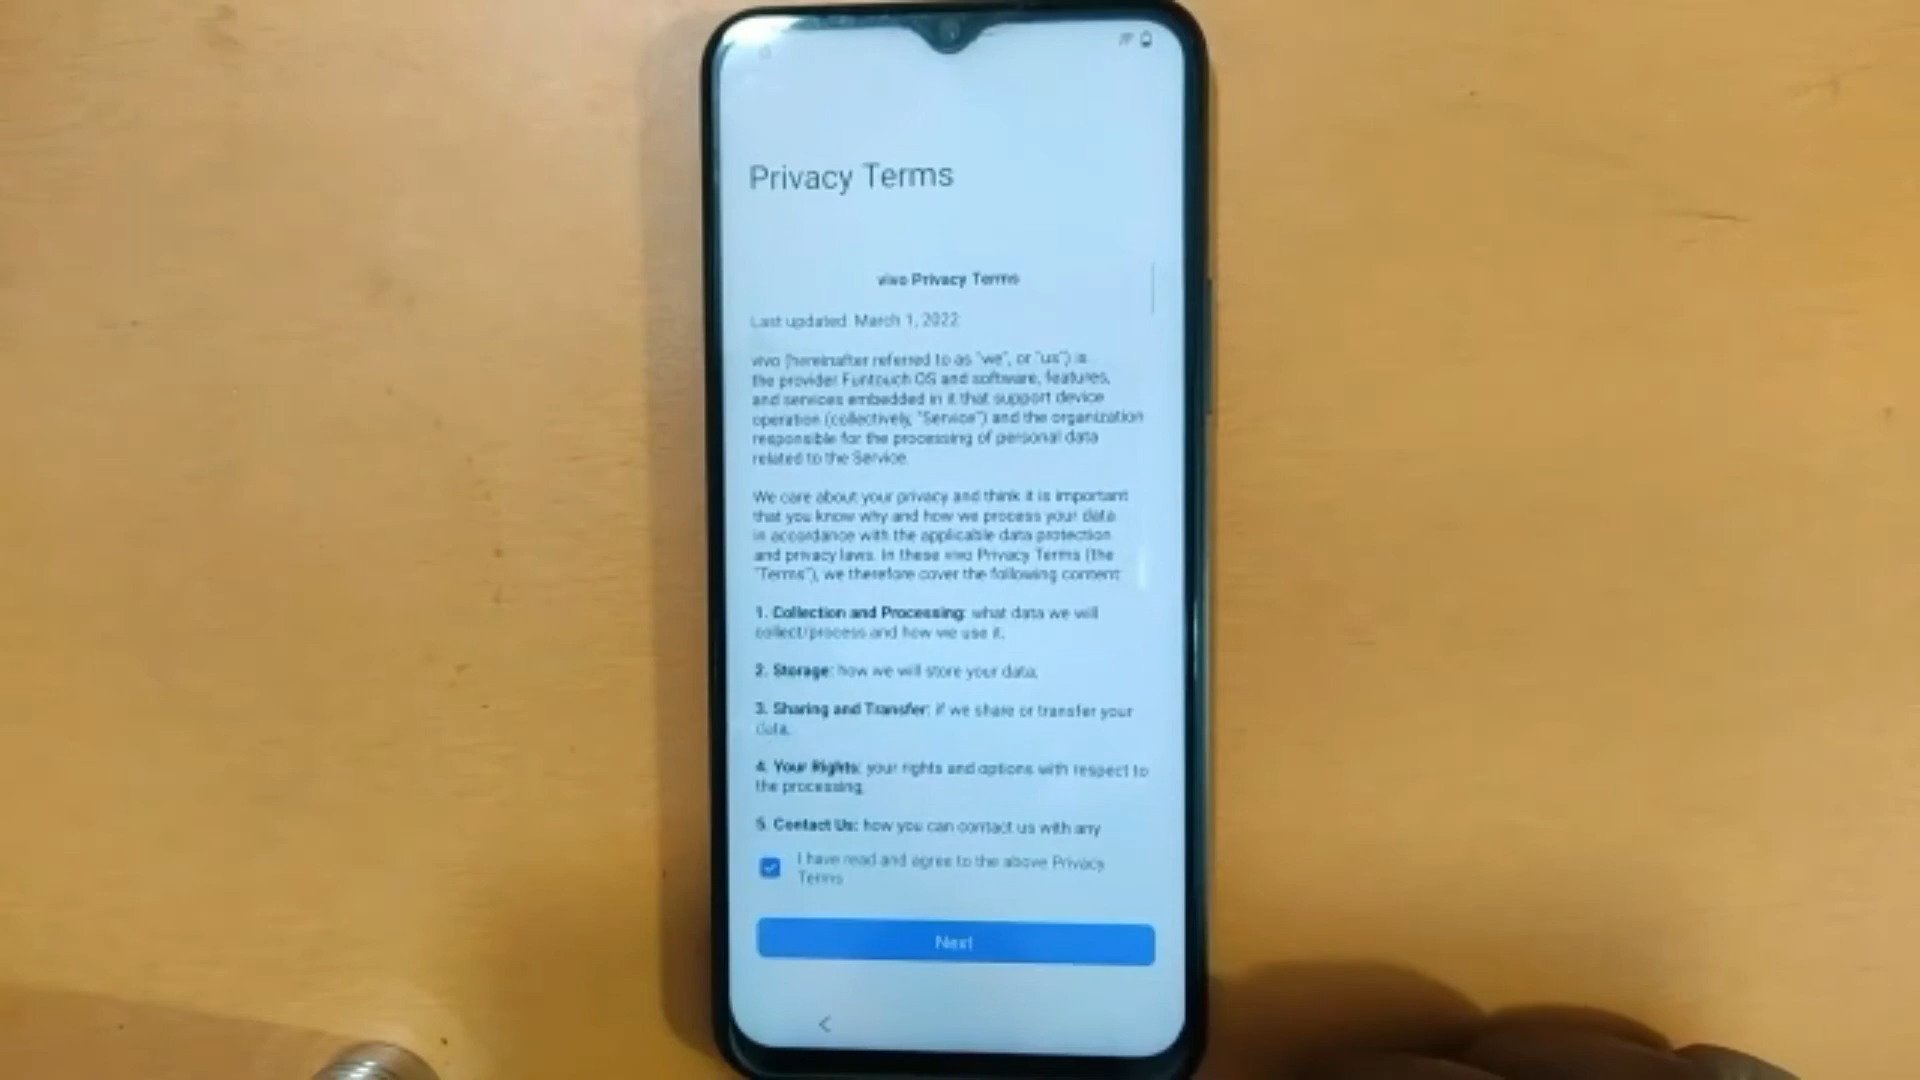 Privacy Terms
vivo Privacy Terms
Last updated: March 1, 2022
vivo (hereinafter referred to as "we", or "us") is
the provider Funtouch OS and software, features,
and services embedded in it that support device
operation (collectively, "Service") and the organization
responsible for the processing of personal data
related to the Service.
We care about your privacy and think it is important
that you know why and how we process your data
in accordance with the applicable data protection
and privacy laws. In these vivo Privacy Terms (the
"Terms"), we therefore cover the following content:
1. Collection and Processing: what data we will
collect/process and how we use it;
2. Storage: how we will store your data;
3. Sharing and Transfer: if we share or transfer your
data;
4. Your Rights: your rights and options with respect to
the processing;
5. Contact Us: how you can contact us with any
I have read and agree to the above Privacy
Terms
Next